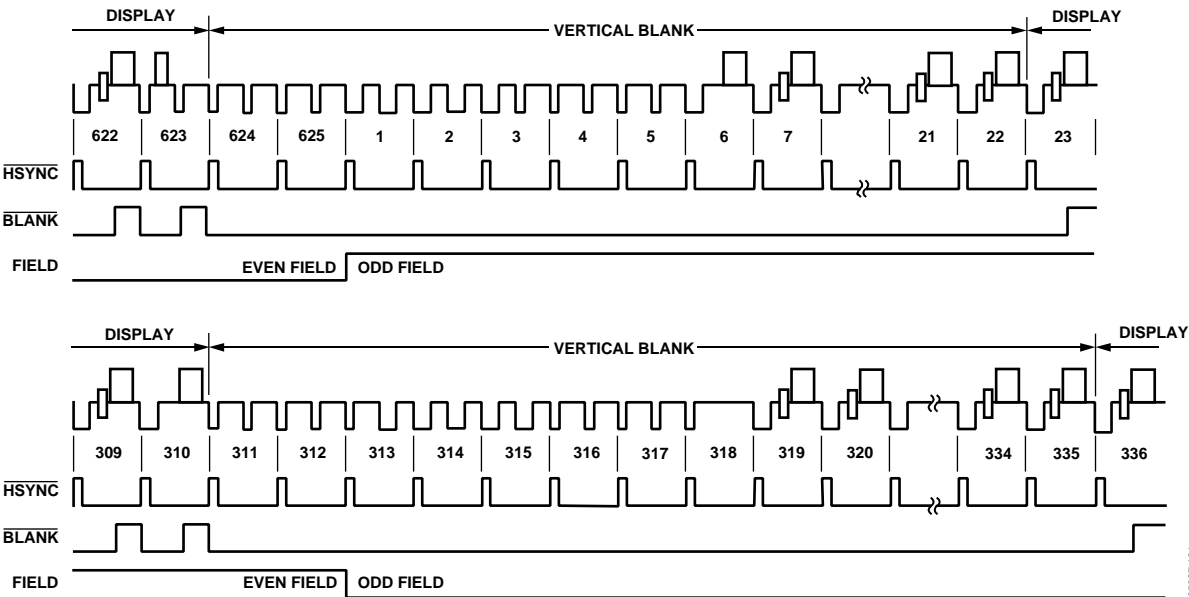 DISPLAY VERTICAL BLANK DISPLAY
622 623 624 625 1 2 3 4 5 6 7 21 22 23
HSYNC
BLANK
FIELD EVEN FIELD ODD FIELD
DISPLAY VERTICAL BLANK DISPLAY
309 310 311 312 313 314 315 316 317 318 319 320 334 335 336
HSYNC
BLANK
FIELD EVEN FIELD ODD FIELD